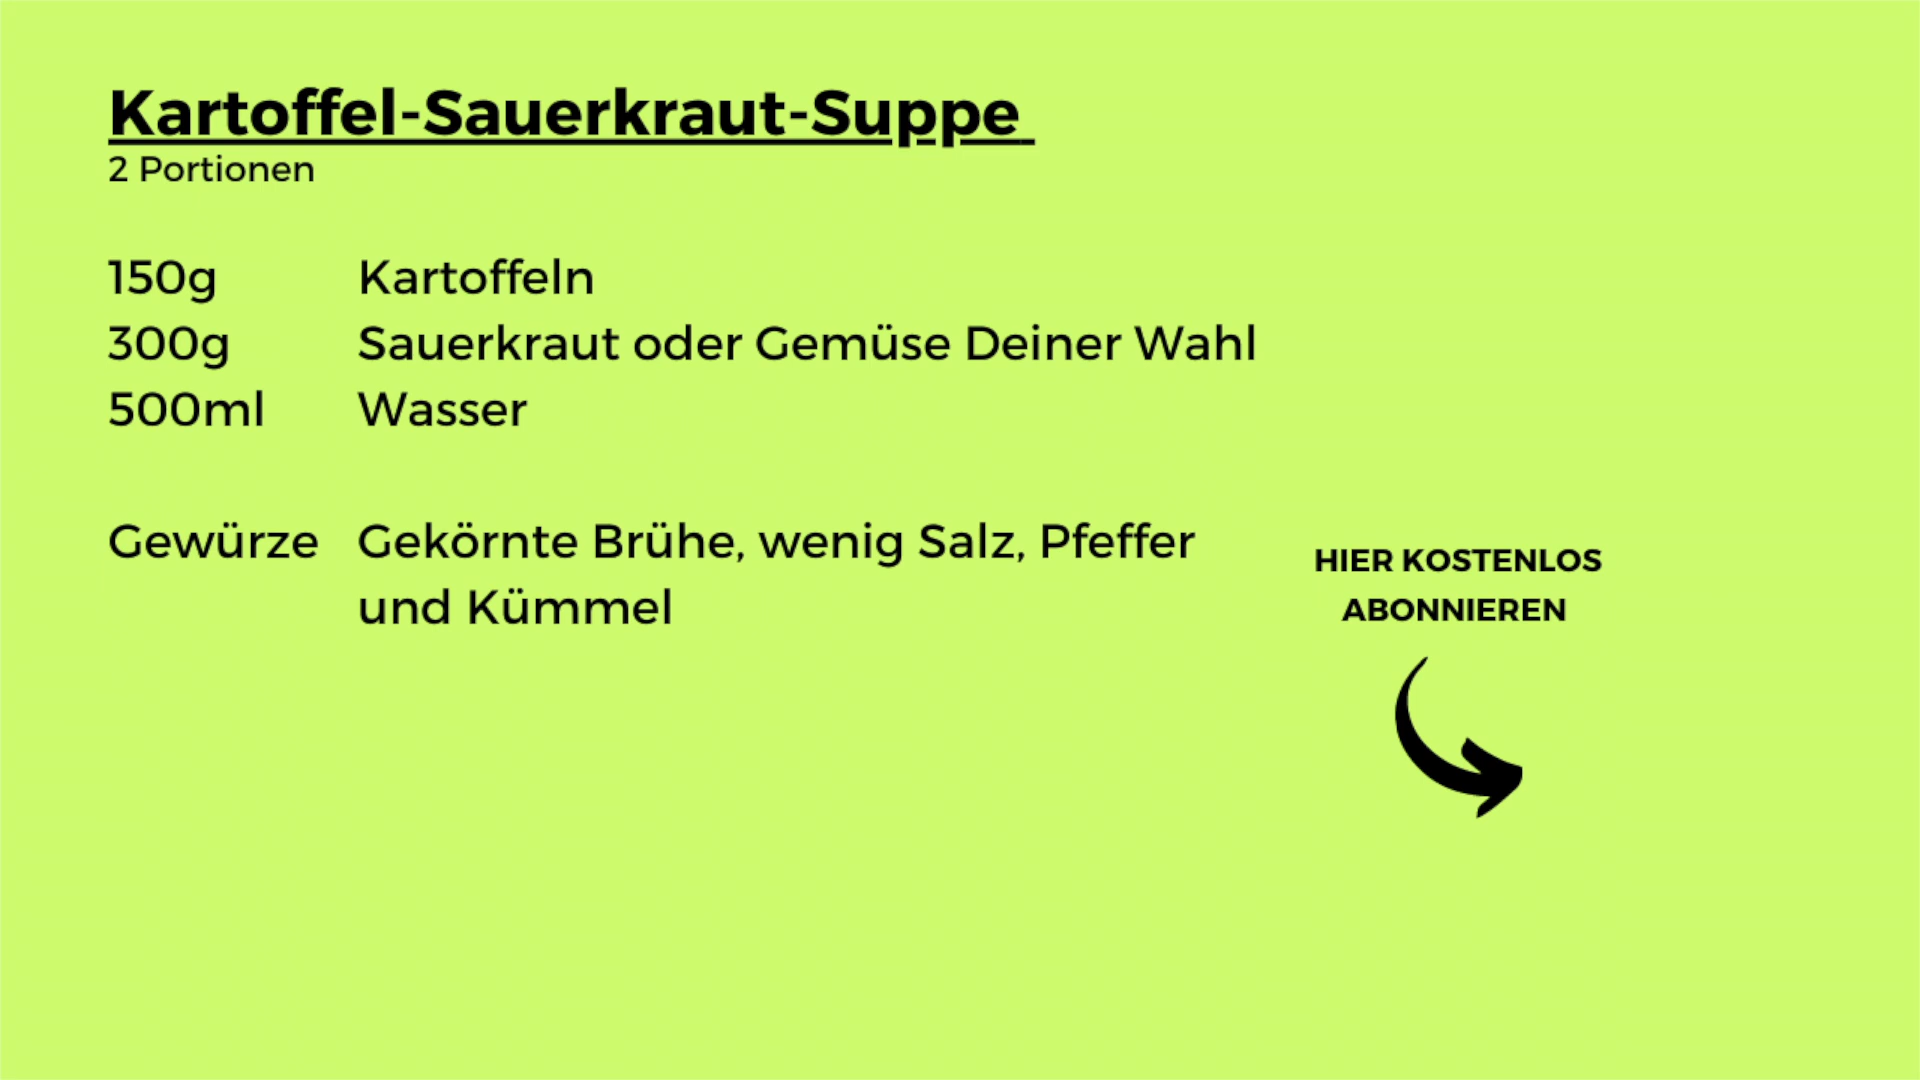 Kartoffel-Sauerkraut-Suppe
2 Portionen
150g Kartoffeln
300g Sauerkraut oder Gemüse Deiner Wahl
500ml Wasser
Gewürze Gekörnte Brühe, wenig Salz, Pfeffer
und Kümmel
HIER KOSTENLOS
ABONNIEREN